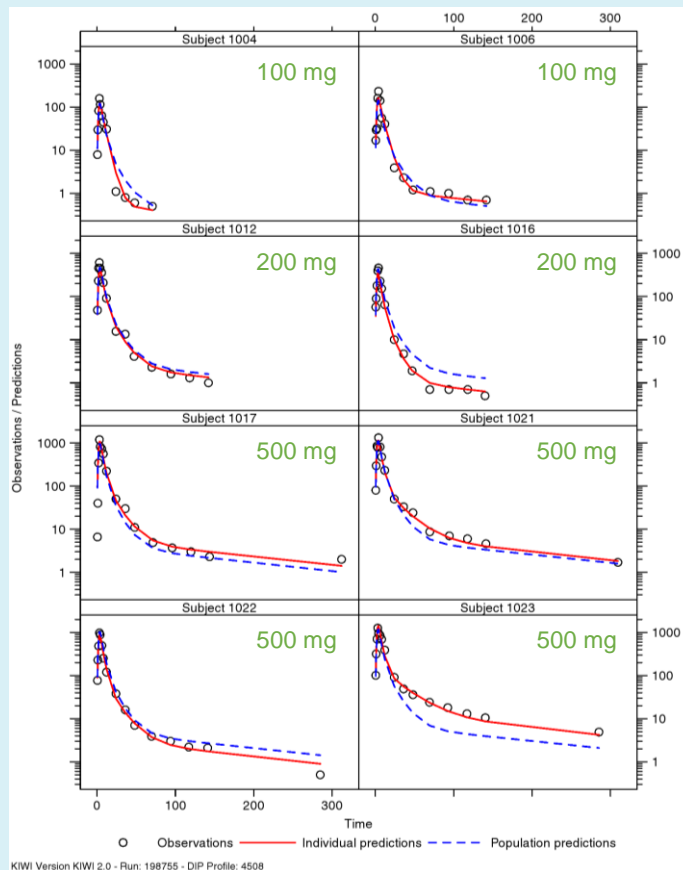 0 100 200 300
Subject 1004 Subject 1006
100 mg 100 mg
1000
100
10
1
Subject 1012 Subject 1016
200 mg 200 mg
1000
100
10
1
Subject 1017 Subject 1021
500 mg 500 mg
1000
100
10
1
Subject 1022 Subject 1023
500 mg 500 mg
1000
100
10
1
Observations / Predictions
0 100 200 300
Time
Observations Individual predictions Population predictions
KIWI Version KIWI 2.0 - Run: 198755 - DIP Profile: 4508